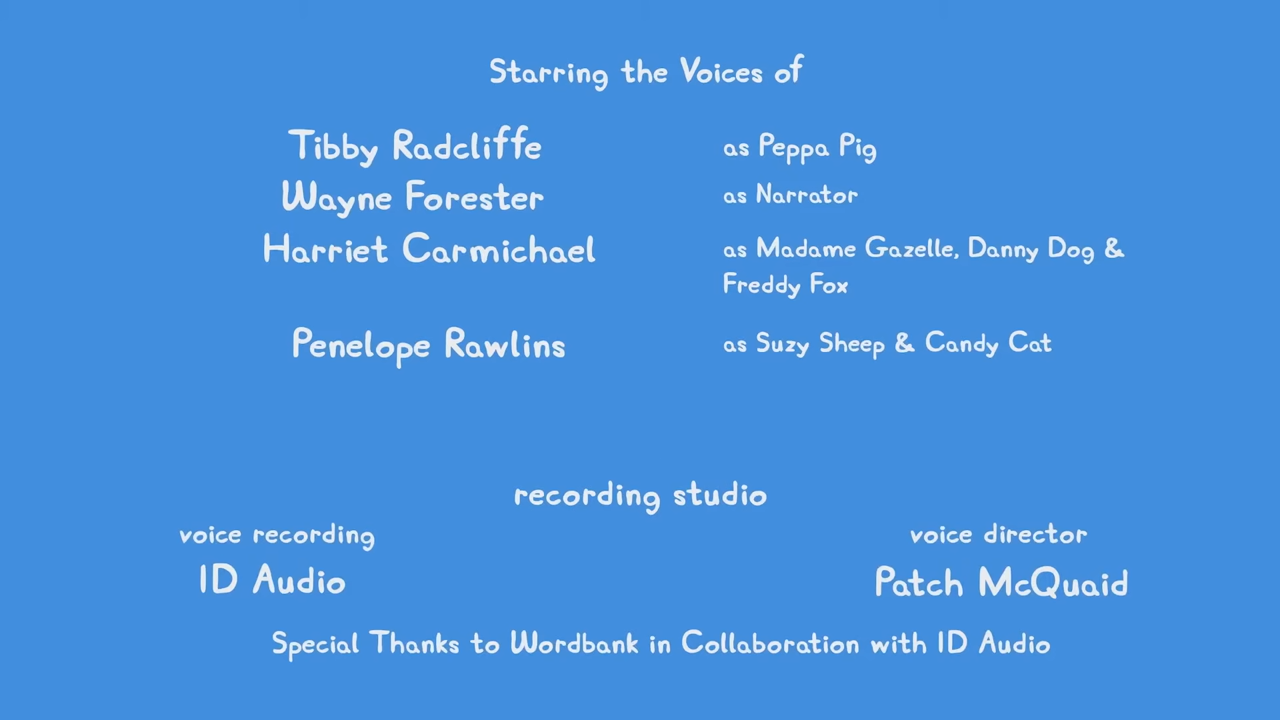 Starring the Voices of
Tibby Radcliffe as Peppa Pig
Wayne Forester as Narrator
Harriet Carmichael as Madame Gazelle, Danny Dog &
Freddy Fox
Penelope Rawlins as Suzy Sheep & Candy Cat
recording studio
voice recording voice director
ID Audio Patch McQuaid
Special Thanks to Wordbank in Collaboration with ID Audio